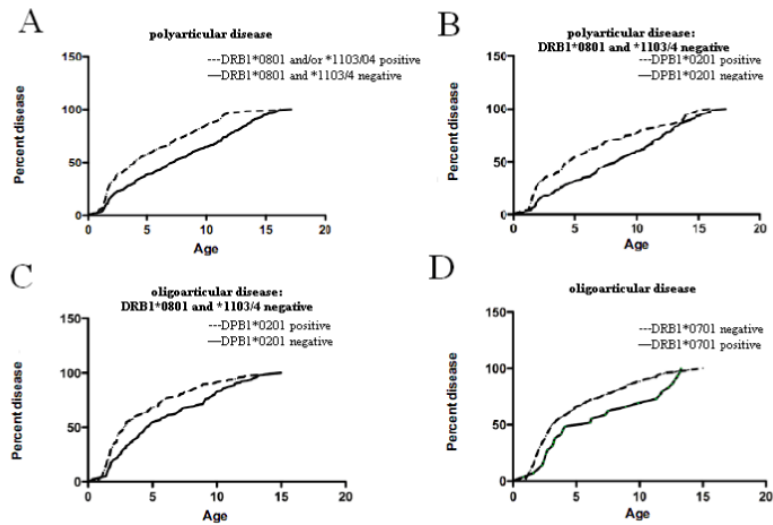 A
polyarticular disease
DRB1*0801 and/or *1103/04 positive
DRB1*0801 and *1103/4 negative
150
100
50
0
Percent disease
0 5 10 15 20
Age
B
polyarticular disease:
DRB1*0801 and *1103/4 negative
DPB1*0201 positive
DPB1*0201 negative
150
100
50
0
Percent disease
0 5 10 15 20
Age
C
oligoarticular disease:
DRB1*0801 and *1103/4 negative
DPB1*0201 positive
DPB1*0201 negative
150
100
50
0
Percent disease
0 5 10 15 20
Age
D
oligoarticular disease
DRB1*0701 negative
DRB1*0701 positive
150
100
50
0
Percent disease
0 5 10 15 20
Age